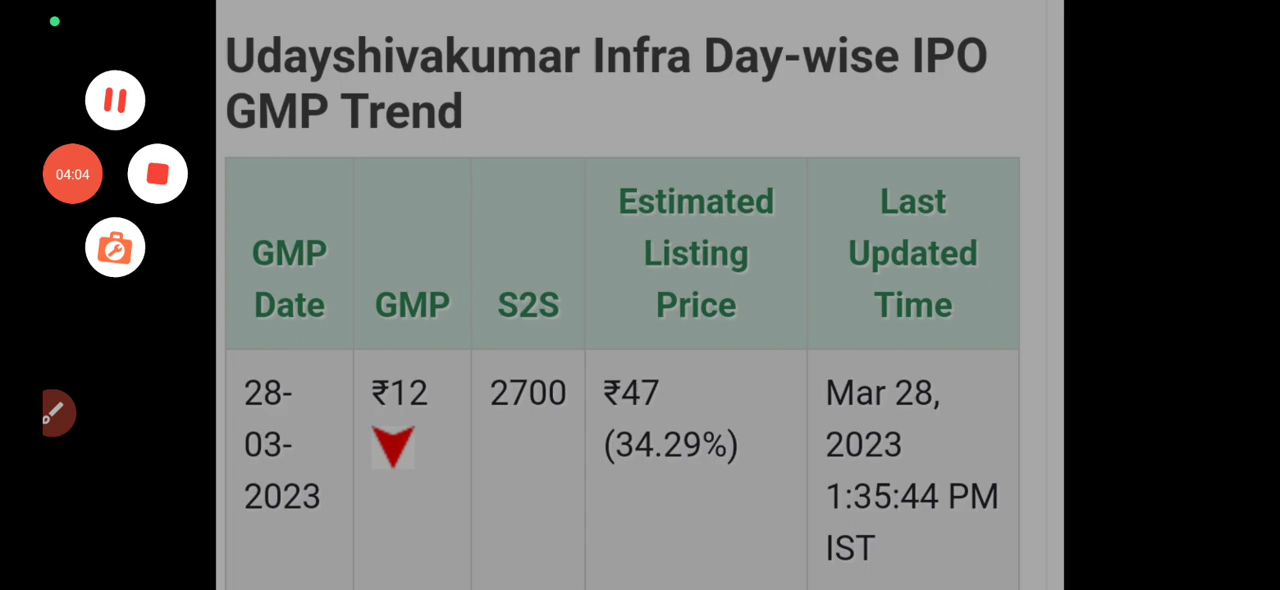 Udayshivakumar Infra Day-wise IPO
GMP Trend
04:04
GMP
Date
GMP
S2S
Estimated
Listing
Price
Last
Updated
Time
28-
03-
2023
₹12
2700
₹47
(34.29%)
Mar 28,
2023
1:35:44 PM
IST